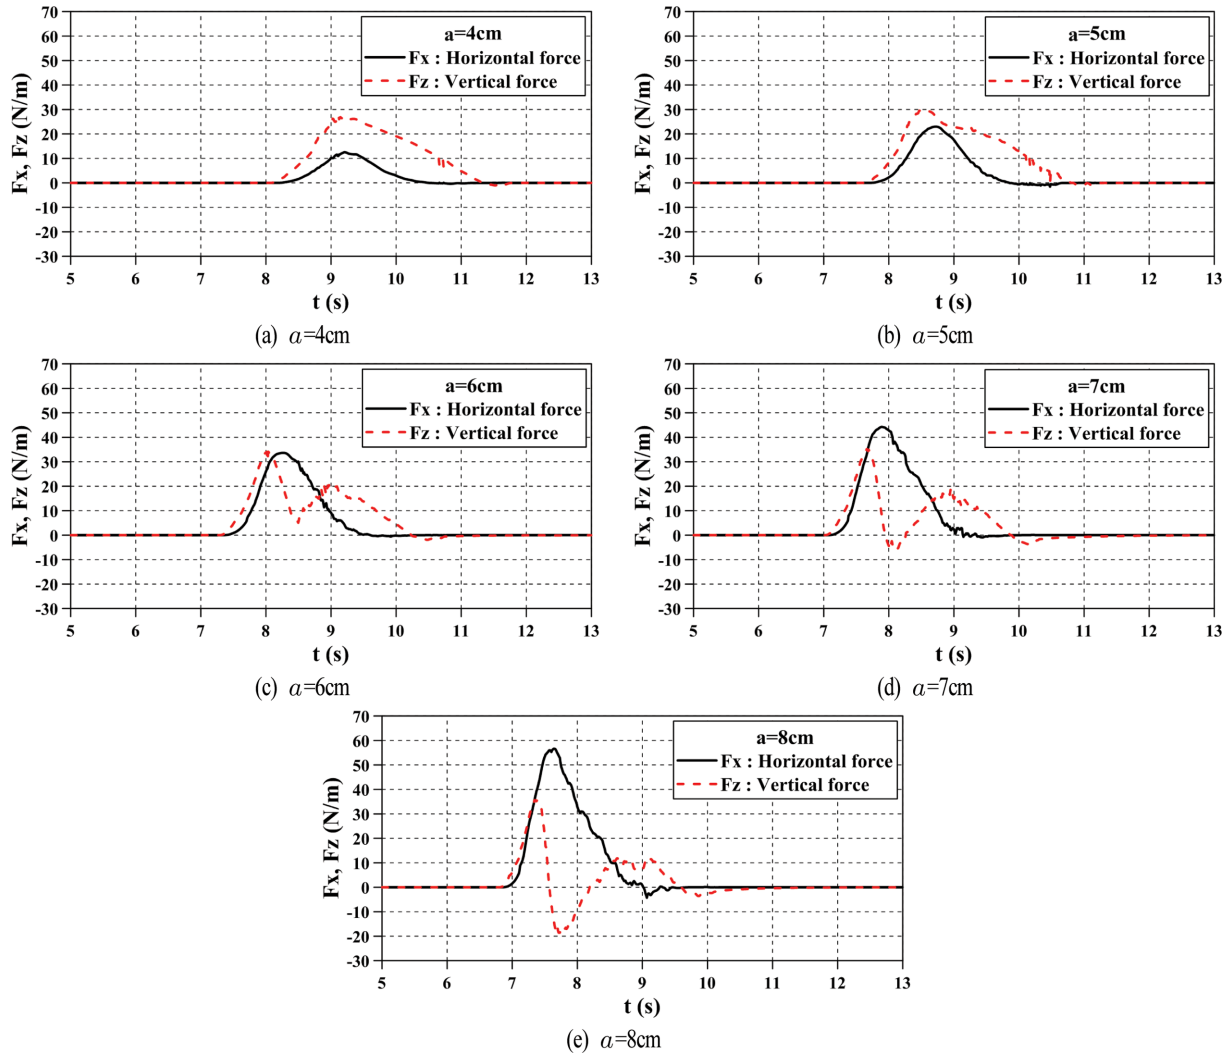 a=4cm
Fx : Horizontal force
Fz : Vertical force
Fx, Fz (N/m)
70
60
50
40
30
20
10
0
-10
-20
-30
5 6 7 8 9 10 11 12 13
t (s)
(a) a=4cm
a=5cm
Fx : Horizontal force
Fz : Vertical force
Fx, Fz (N/m)
70
60
50
40
30
20
10
0
-10
-20
-30
5 6 7 8 9 10 11 12 13
t (s)
(b) a=5cm
a=6cm
Fx : Horizontal force
Fz : Vertical force
Fx, Fz (N/m)
70
60
50
40
30
20
10
0
-10
-20
-30
5 6 7 8 9 10 11 12 13
t (s)
(c) a=6cm
a=7cm
Fx : Horizontal force
Fz : Vertical force
Fx, Fz (N/m)
70
60
50
40
30
20
10
0
-10
-20
-30
5 6 7 8 9 10 11 12 13
t (s)
(d) a=7cm
a=8cm
Fx : Horizontal force
Fz : Vertical force
Fx, Fz (N/m)
70
60
50
40
30
20
10
0
-10
-20
-30
5 6 7 8 9 10 11 12 13
t (s)
(e) a=8cm